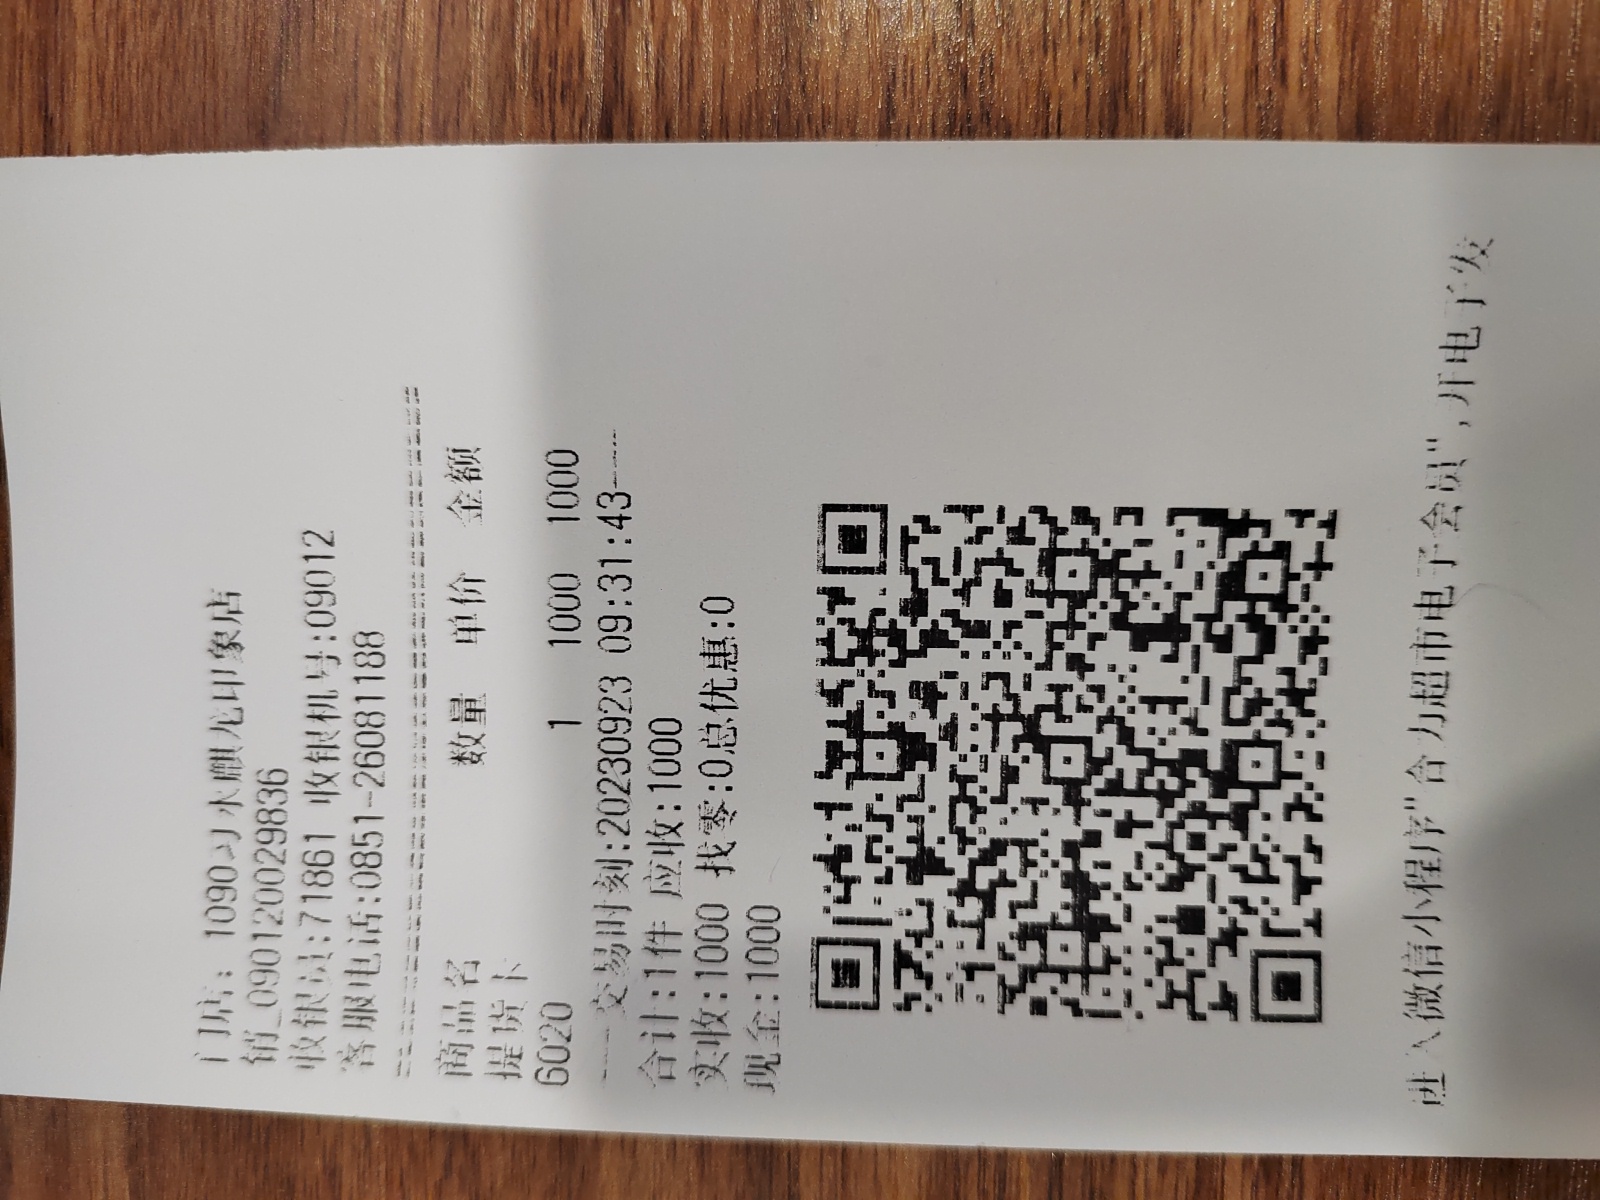 门店: 1090习水麒龙印象店
销_090120029836
收银员:71861 收银机号:09012
客服电话:0851-26081188
商品名 数量 单价 金额
提货卡
6020 1 1000 1000
----交易时刻:20230923 09:31:43----
合计:1件 应收:1000
实收:1000 找零:0总优惠:0
现金:1000
进入微信小程序"合力超市电子会员",开电子发